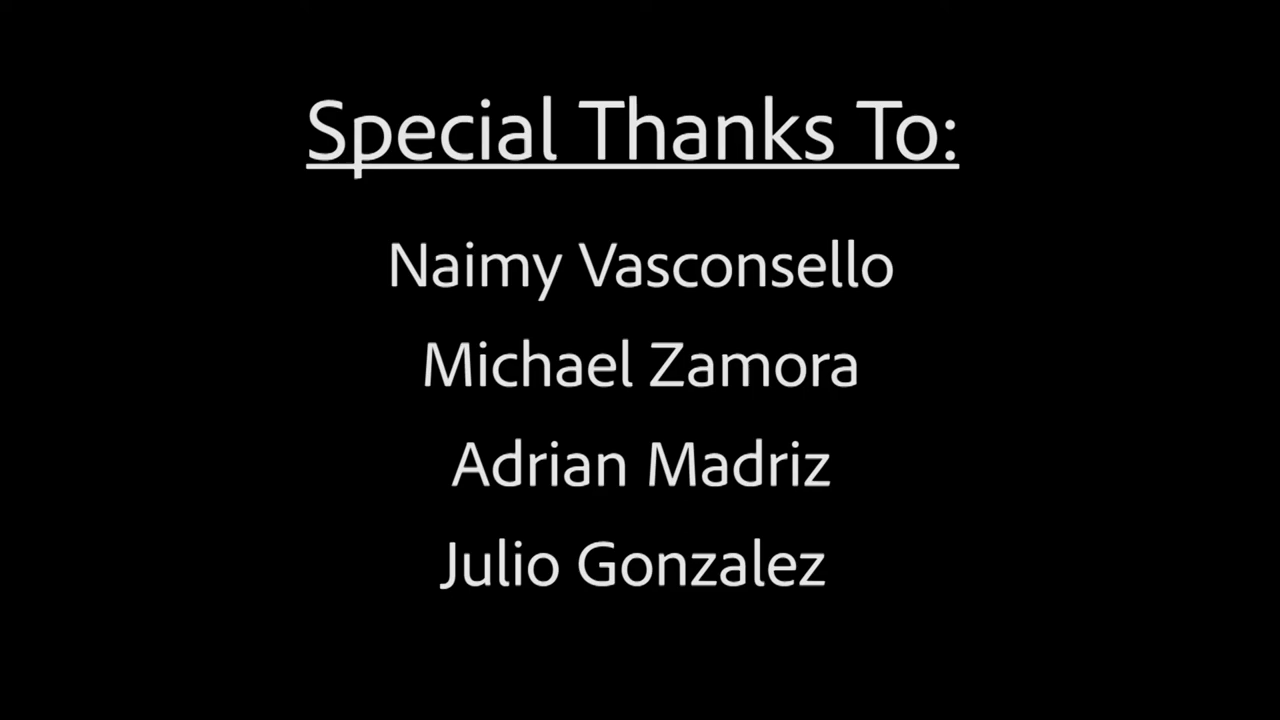 Special Thanks To:
Naimy Vasconsello
Michael Zamora
Adrian Madriz
Julio Gonzalez